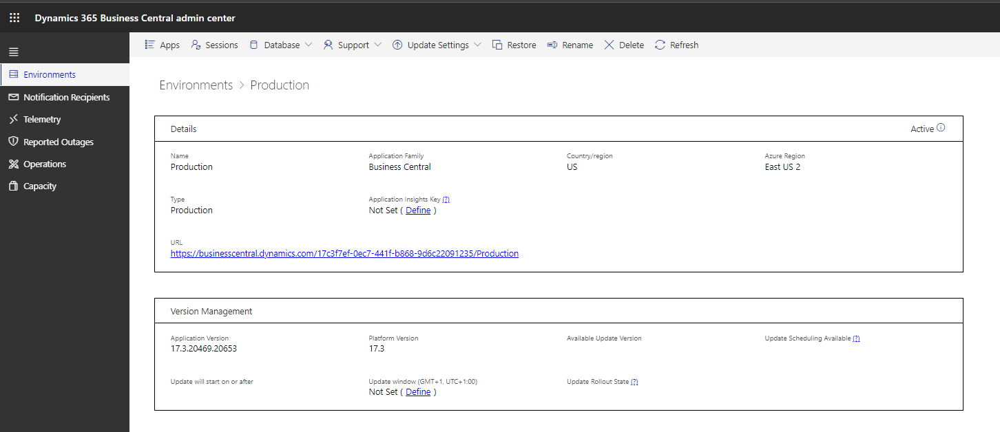 Dynamics 365 Business Central admin center
Apps Sessions Database Support Update Settings Restore Rename Delete Refresh
Environments
Notification Recipients
Telemetry
Reported Outages
Operations
Capacity
Environments > Production
Details Active
Name Application Family Country/region Azure Region
Production Business Central US East US 2
Type Application Insights Key (?)
Production Not Set ( Define )
URL
https://businesscentral.dynamics.com/17c3f7ef-0ec7-441f-b868-9d6c22091235/Production
Version Management
Application Version Platform Version Available Update Version Update Scheduling Available (?)
17.3.20469.20653 17.3
Update will start on or after Update window (GMT+1, UTC+1:00) Update Rollout State (?)
Not Set ( Define )